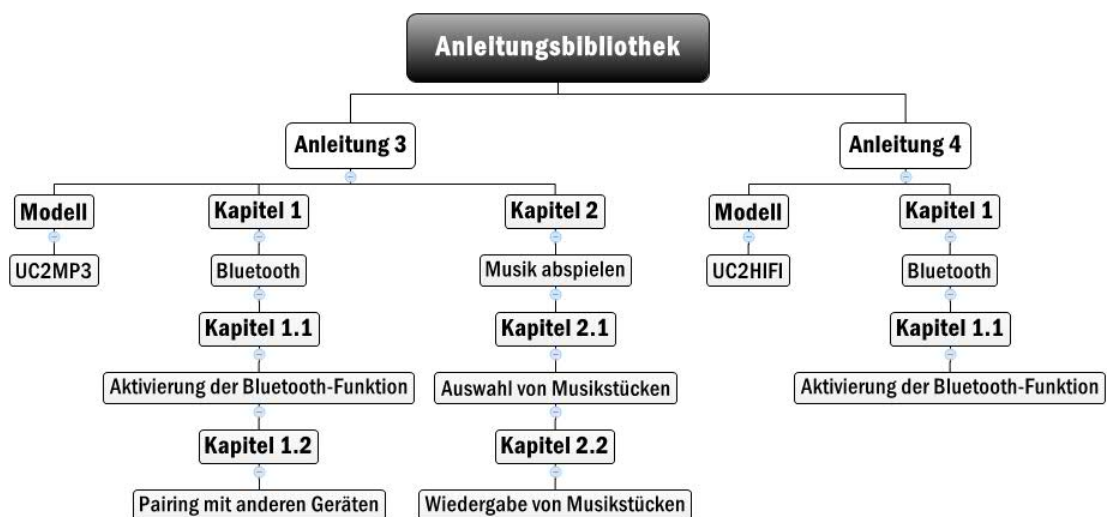 Anleitungsbibliothek
Anleitung 3
Anleitung 4
Modell
Kapitel 1
Kapitel 2
Modell
Kapitel 1
UC2MP3
Bluetooth
Musik abspielen
UC2HIFI
Bluetooth
Kapitel 1.1
Kapitel 2.1
Kapitel 1.1
Aktivierung der Bluetooth-Funktion
Auswahl von Musikstücken
Aktivierung der Bluetooth-Funktion
Kapitel 1.2
Kapitel 2.2
Pairing mit anderen Geräten
Wiedergabe von Musikstücken